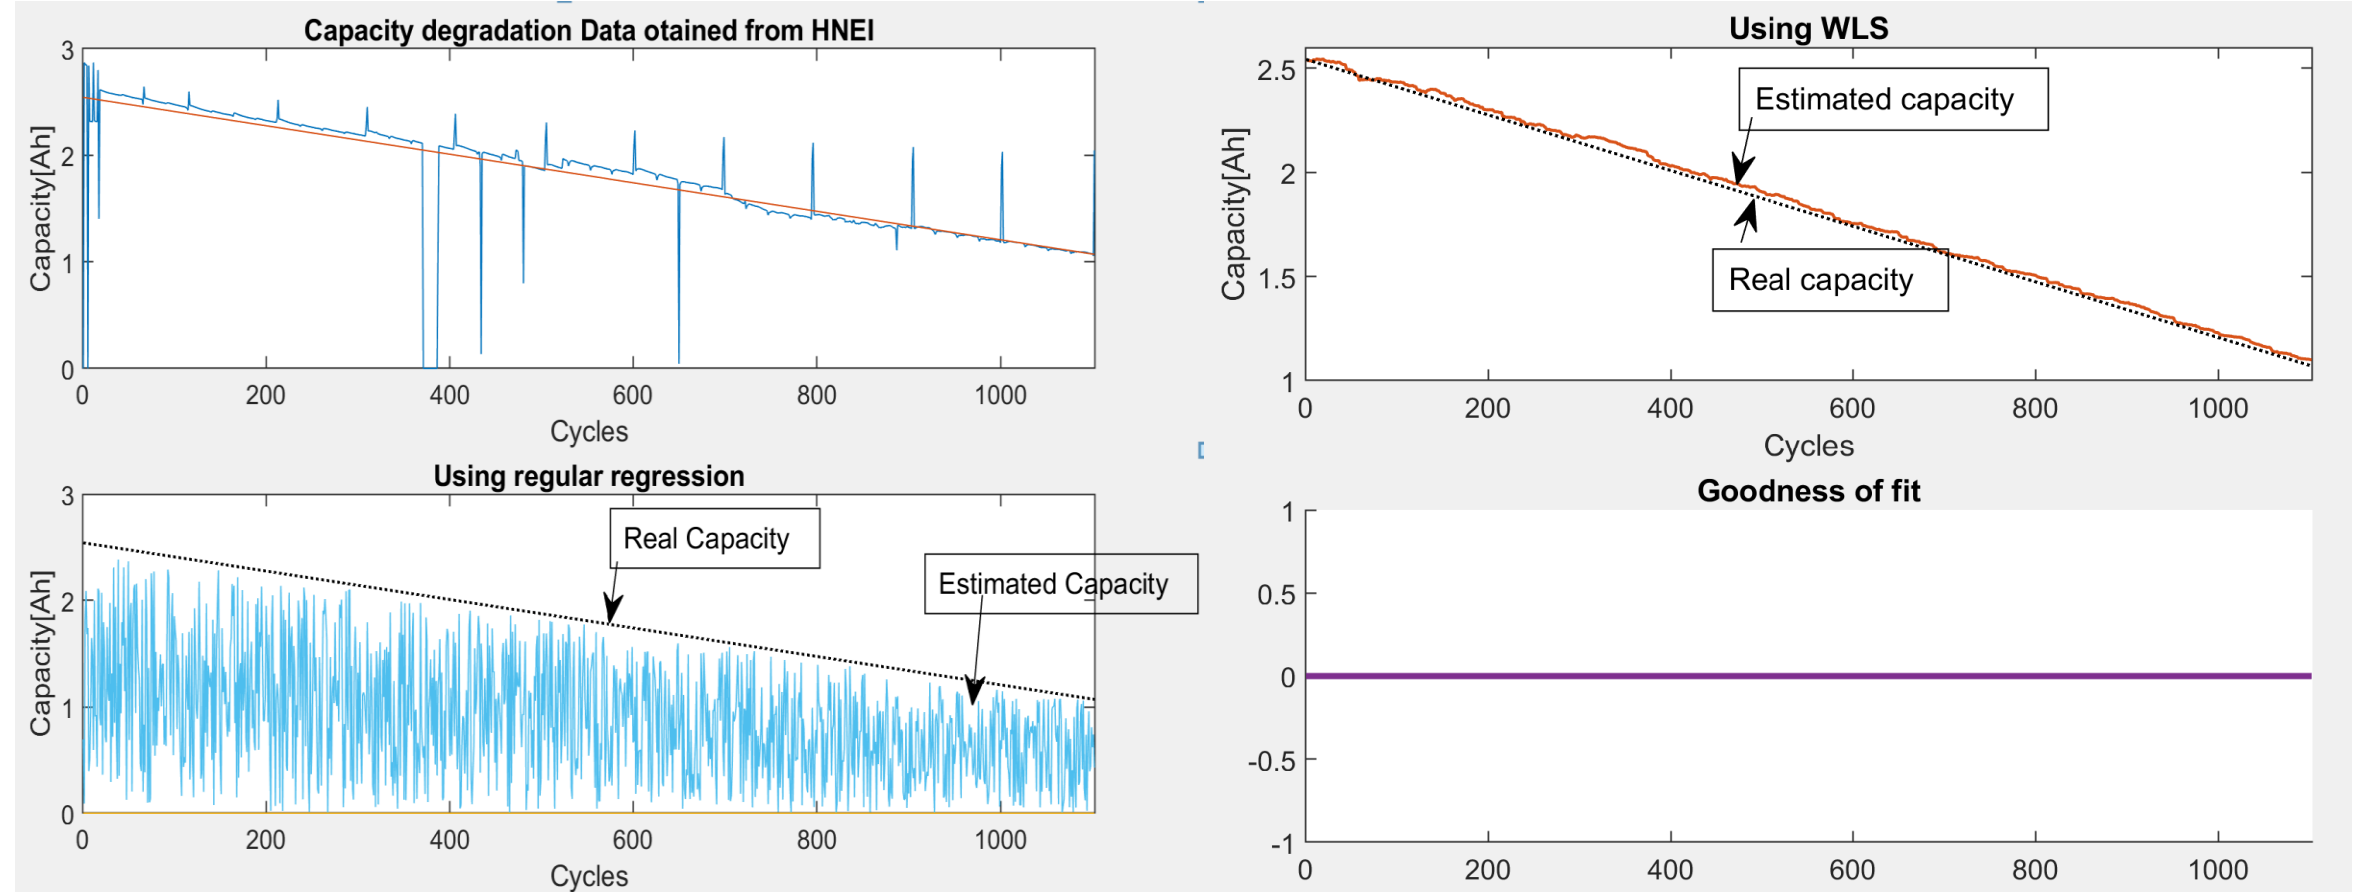 Capacity degradation Data otained from HNEI
3
2
1
0
Capacity[Ah]
0 200 400 600 800 1000
Cycles
Using WLS
2.5
2
1.5
1
Capacity[Ah]
Estimated capacity
Real capacity
0 200 400 600 800 1000
Cycles
Using regular regression
3
2
1
0
Capacity[Ah]
Real Capacity
Estimated Capacity
0 200 400 600 800 1000
Cycles
Goodness of fit
1
0.5
0
-0.5
-1
0 200 400 600 800 1000